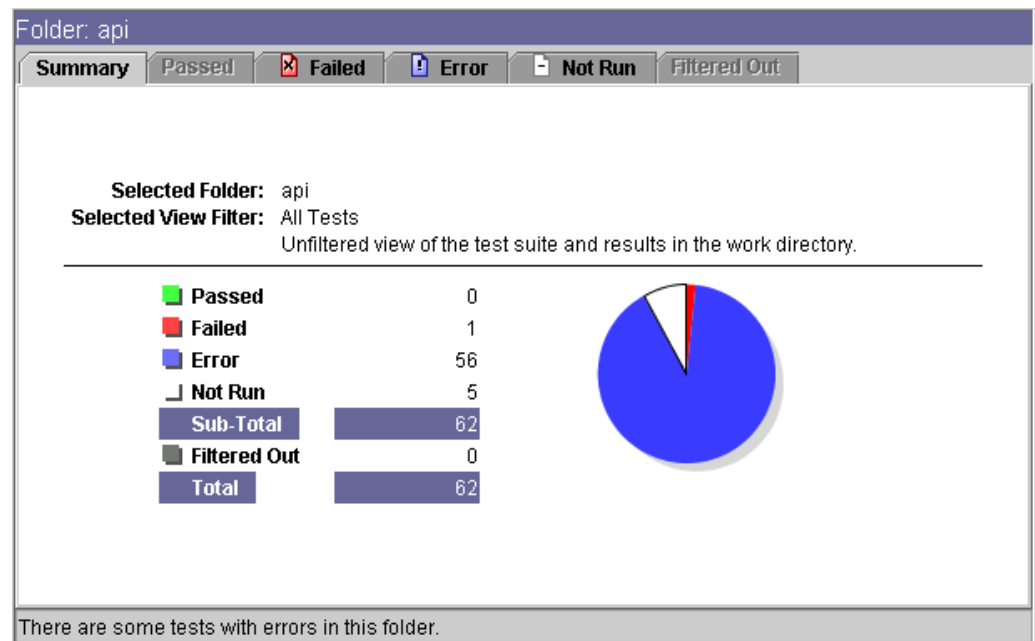 Folder: api
Summary Passed Failed Error Not Run Filtered Out
Selected Folder: api
Selected View Filter: All Tests
Unfiltered view of the test suite and results in the work directory.
Passed 0
Failed 1
Error 56
Not Run 5
Sub-Total 62
Filtered Out 0
Total 62
There are some tests with errors in this folder.